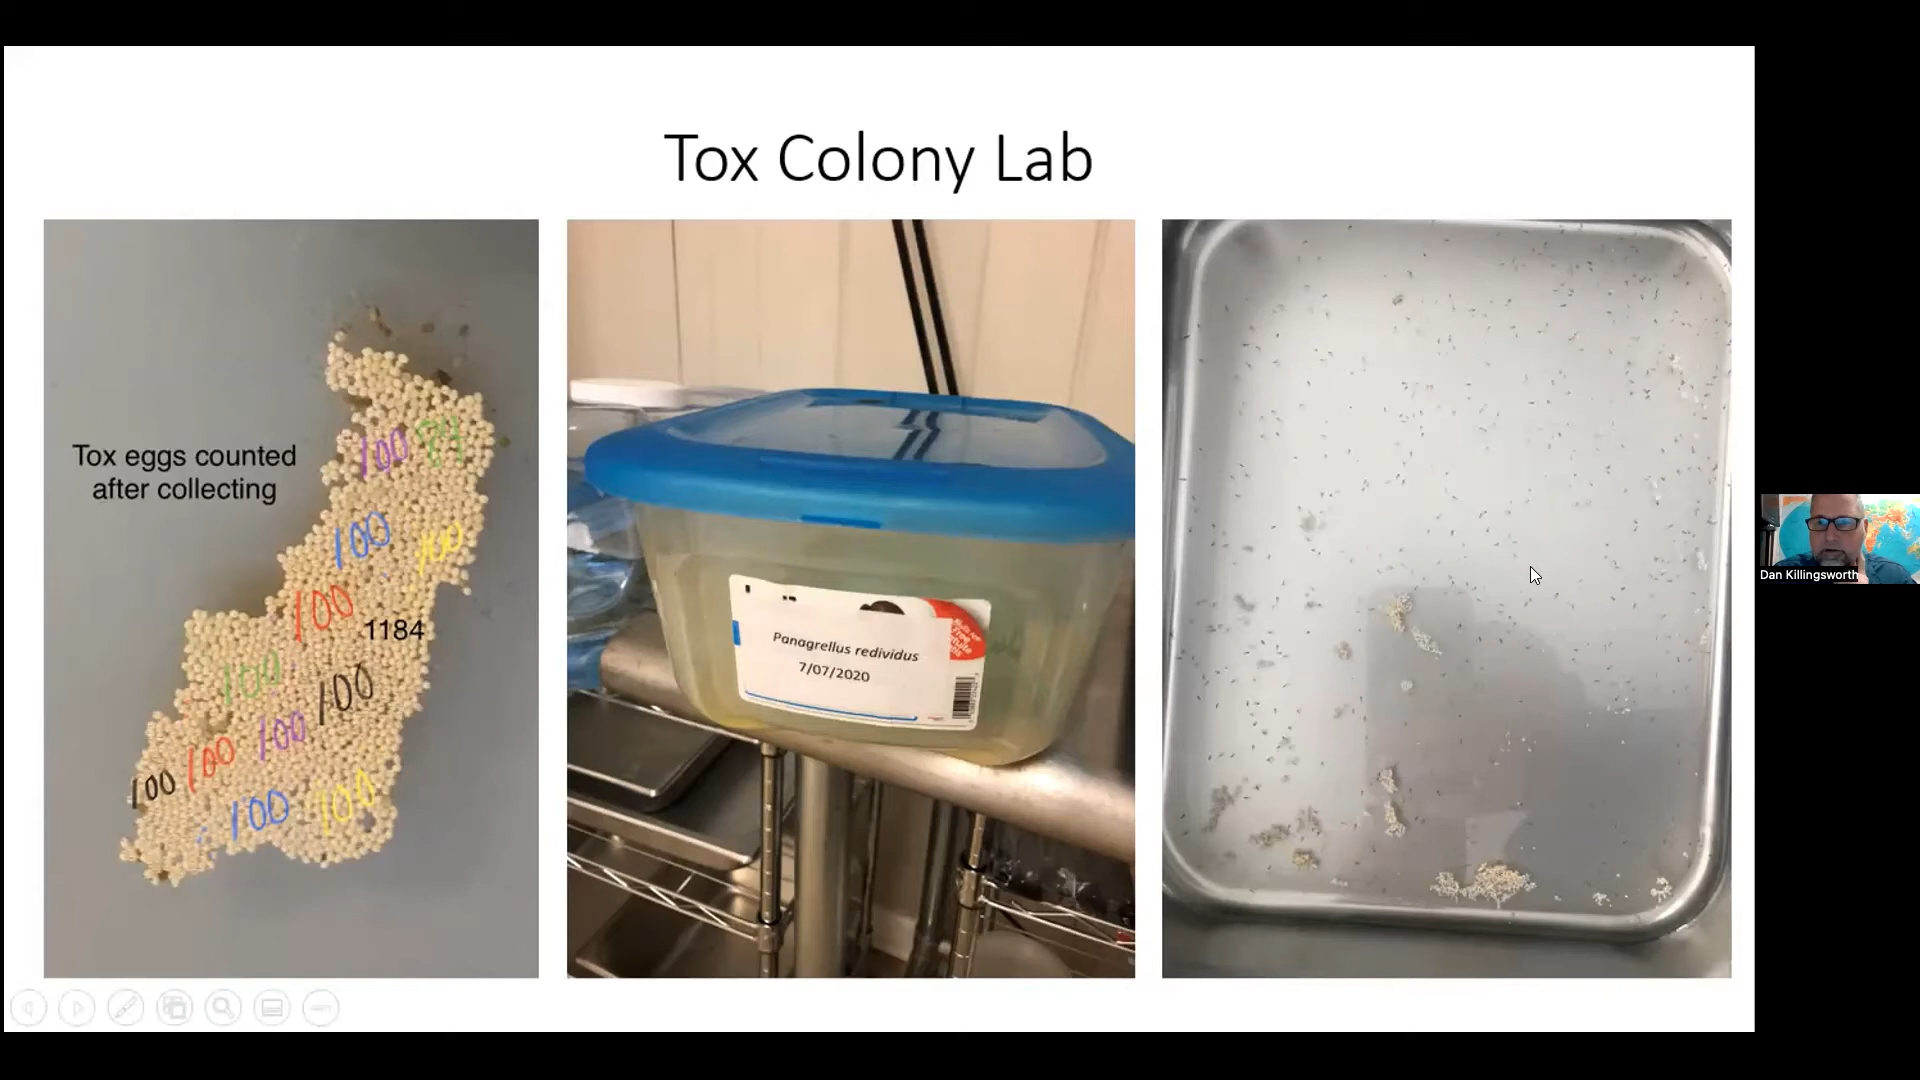 Tox Colony Lab
Tox eggs counted
after collecting
100 84
100 100
100
1184
100 100
100 100 100
100 100
Panagrellus redividus
7/07/2020
Dan Killingsworth